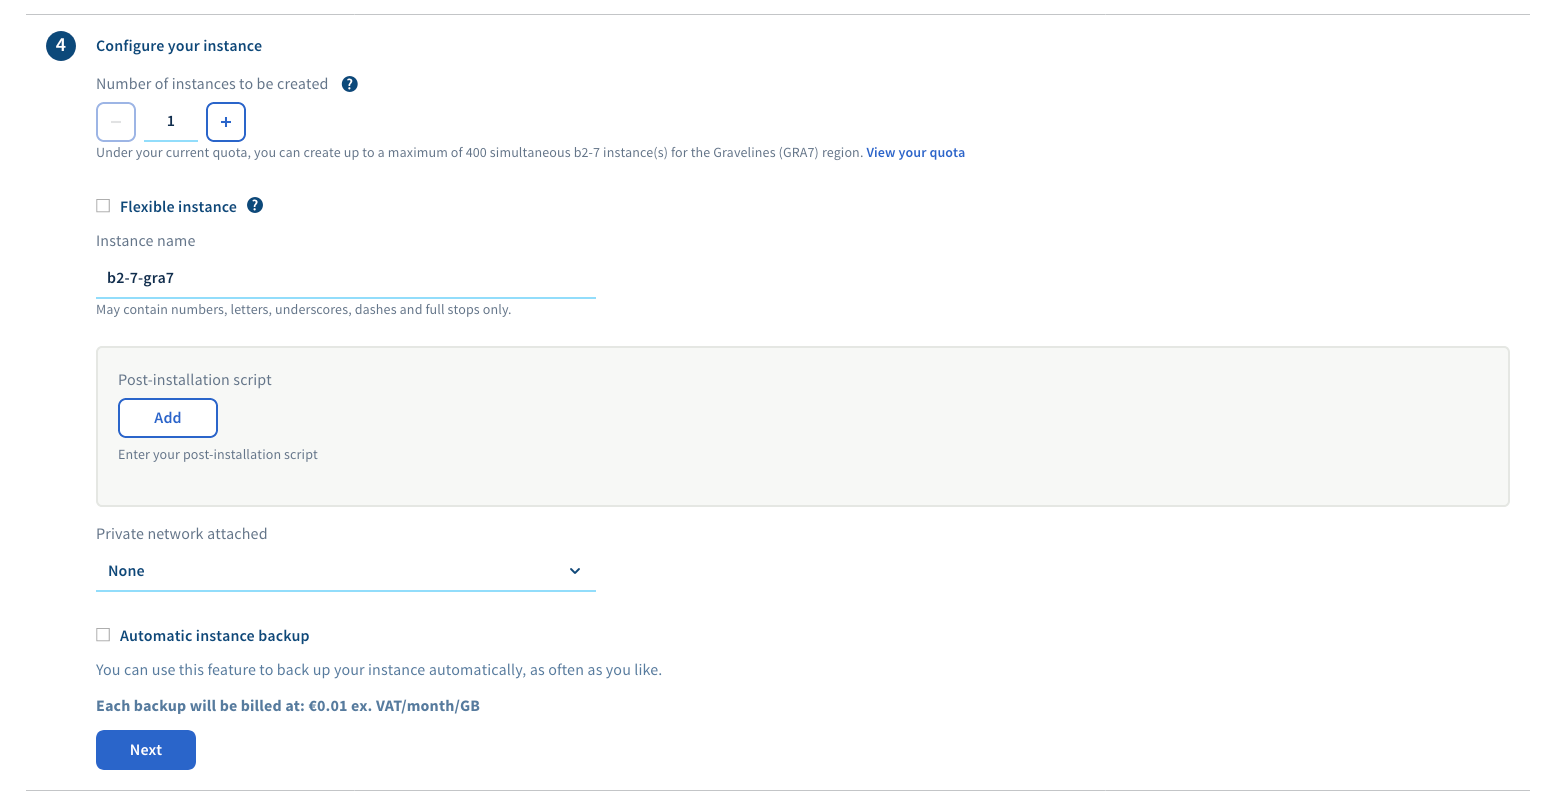 4 Configure your instance
Number of instances to be created ?
− 1 +
Under your current quota, you can create up to a maximum of 400 simultaneous b2-7 instance(s) for the Gravelines (GRA7) region. View your quota
Flexible instance ?
Instance name
b2-7-gra7
May contain numbers, letters, underscores, dashes and full stops only.
Post-installation script
Add
Enter your post-installation script
Private network attached
None
Automatic instance backup
You can use this feature to back up your instance automatically, as often as you like.
Each backup will be billed at: €0.01 ex. VAT/month/GB
Next